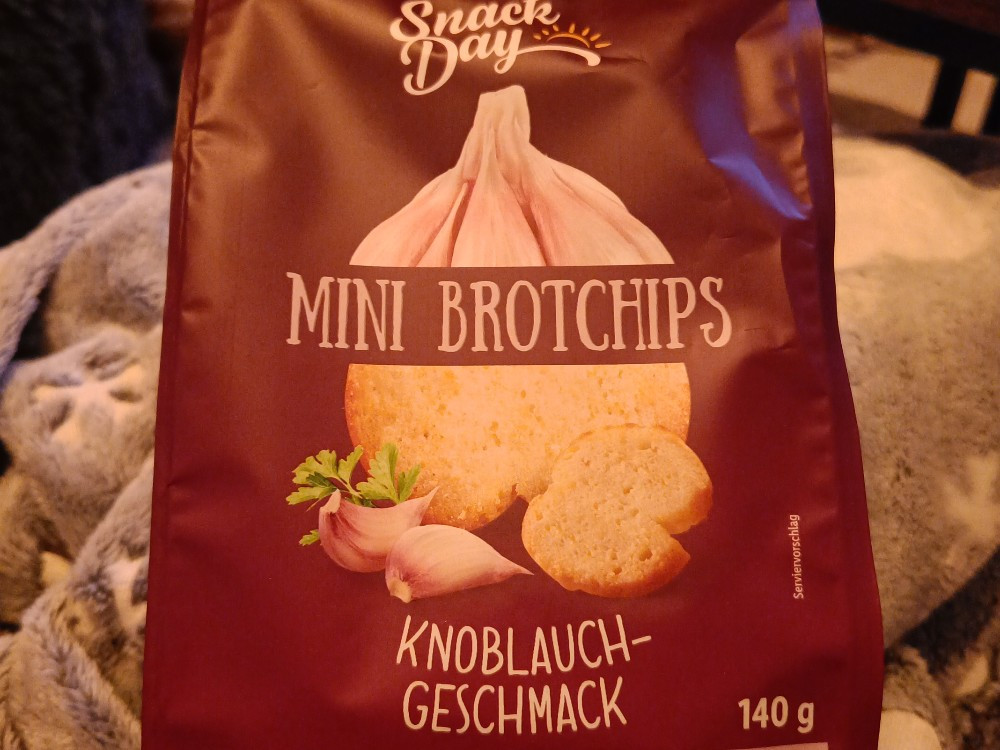 Snack
Day
MINI BROTCHIPS
Serviervorschlag
KNOBLAUCH-
GESCHMACK
140 g